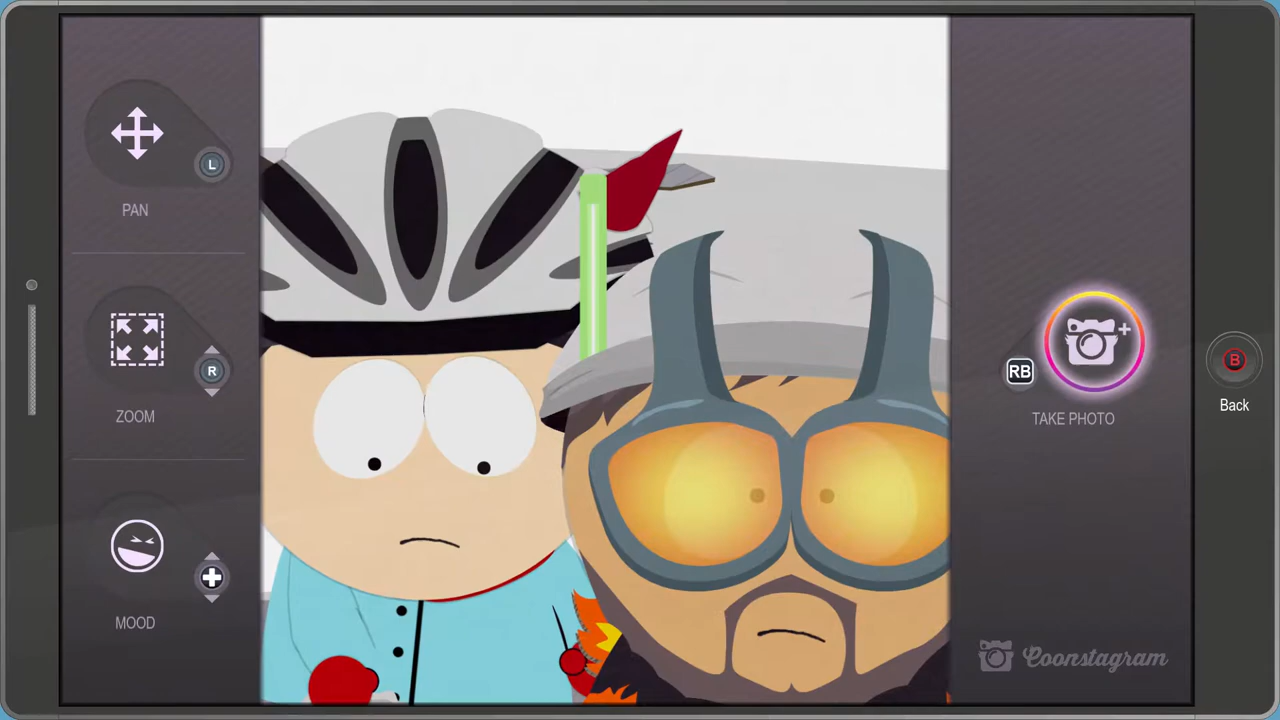 L
PAN
R
ZOOM
MOOD
RB
TAKE PHOTO
B
Back
Coonstagram